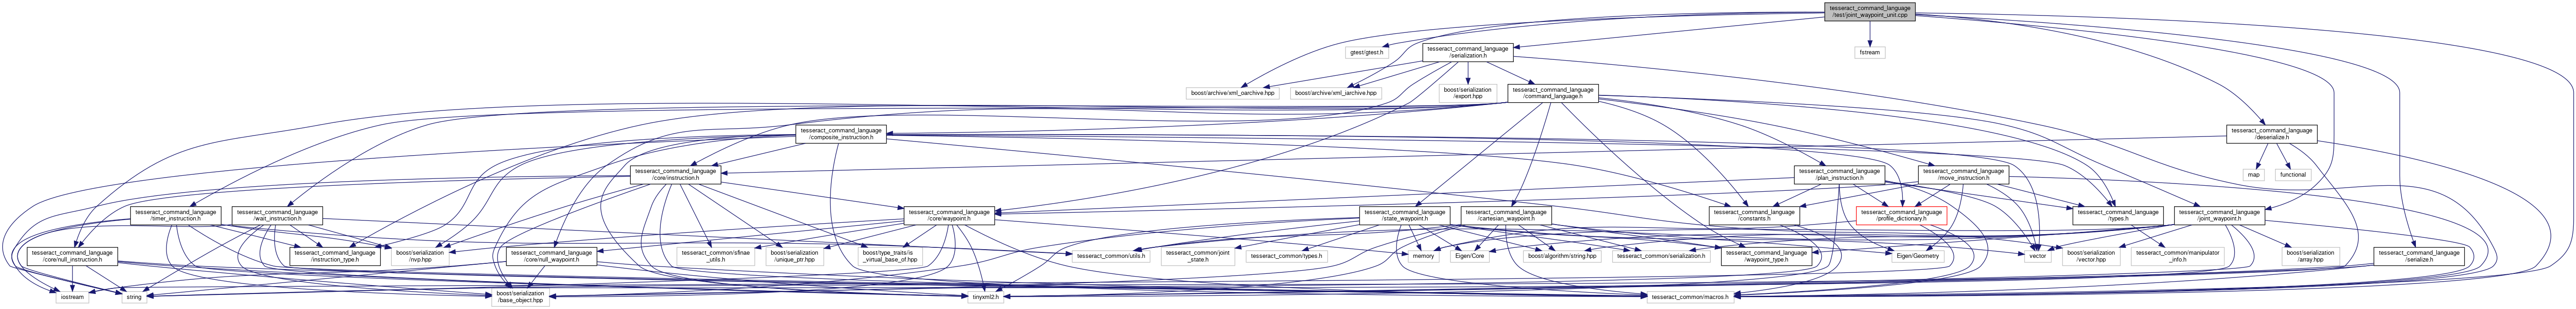 tesseract_command_language
/test/joint_waypoint_unit.cpp
gtest/gtest.h
tesseract_command_language
/serialization.h
fstream
boost/archive/xml_oarchive.hpp
boost/archive/xml_iarchive.hpp
boost/serialization
/export.hpp
tesseract_command_language
/command_language.h
tesseract_command_language
/composite_instruction.h
tesseract_command_language
/deserialize.h
tesseract_command_language
/core/instruction.h
tesseract_command_language
/plan_instruction.h
tesseract_command_language
/move_instruction.h
map
functional
tesseract_command_language
/timer_instruction.h
tesseract_command_language
/wait_instruction.h
tesseract_command_language
/core/waypoint.h
tesseract_command_language
/state_waypoint.h
tesseract_command_language
/cartesian_waypoint.h
tesseract_command_language
/constants.h
tesseract_command_language
/profile_dictionary.h
tesseract_command_language
/types.h
tesseract_command_language
/joint_waypoint.h
tesseract_command_language
/core/null_instruction.h
tesseract_command_language
/instruction_type.h
boost/serialization
/nvp.hpp
tesseract_command_language
/core/null_waypoint.h
tesseract_common/sfinae
_utils.h
boost/serialization
/unique_ptr.hpp
boost/type_traits/is
_virtual_base_of.hpp
tesseract_common/utils.h
tesseract_common/joint
_state.h
tesseract_common/types.h
memory
Eigen/Core
boost/algorithm/string.hpp
tesseract_common/serialization.h
tesseract_command_language
/waypoint_type.h
Eigen/Geometry
vector
boost/serialization
/vector.hpp
tesseract_common/manipulator
_info.h
boost/serialization
/array.hpp
tesseract_command_language
/serialize.h
iostream
string
boost/serialization
/base_object.hpp
tinyxml2.h
tesseract_common/macros.h